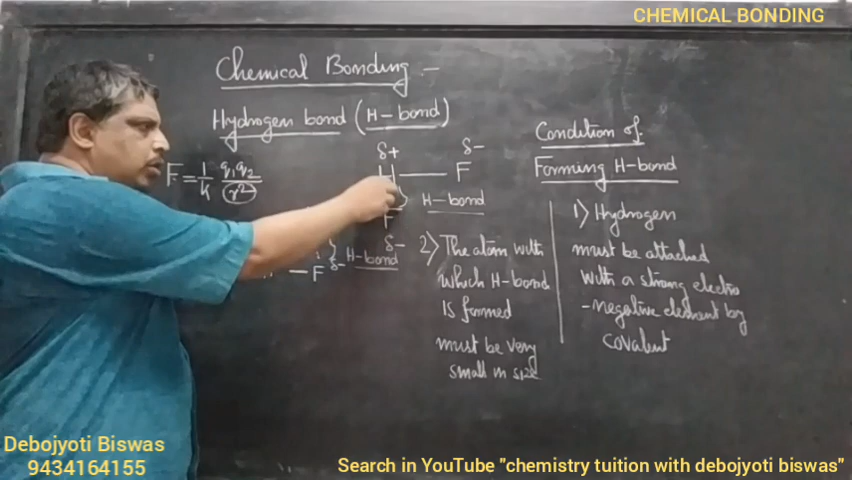 CHEMICAL BONDING
Chemical Bonding :-
Hydrogen bond (H-bond)
F = 1/K q1q2/r²
δ+ δ-
H — F
H-bond
F
δ-
— F δ- H-bond
2) The atom with
which H-bond
is formed
must be very
small in size
Condition of
Forming H-bond
1) Hydrogen
must be attached
with a strong electro
-negative element by
covalent
Debojyoti Biswas
9434164155
Search in YouTube "chemistry tuition with debojyoti biswas"